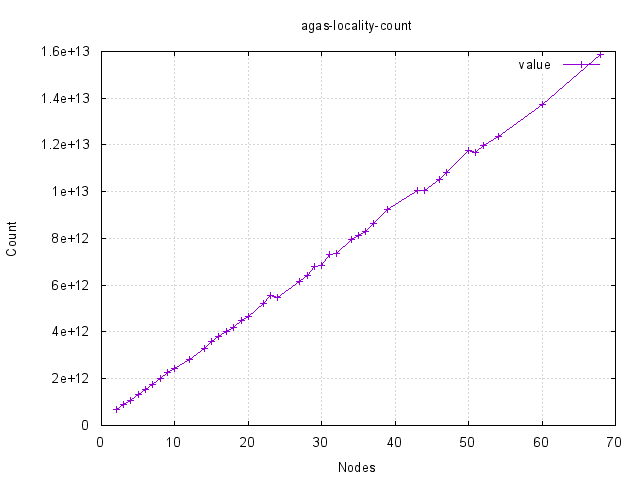 agas-locality-count
1.6e+13
value
1.4e+13
1.2e+13
1e+13
8e+12
6e+12
4e+12
2e+12
0
Count
0 10 20 30 40 50 60 70
Nodes